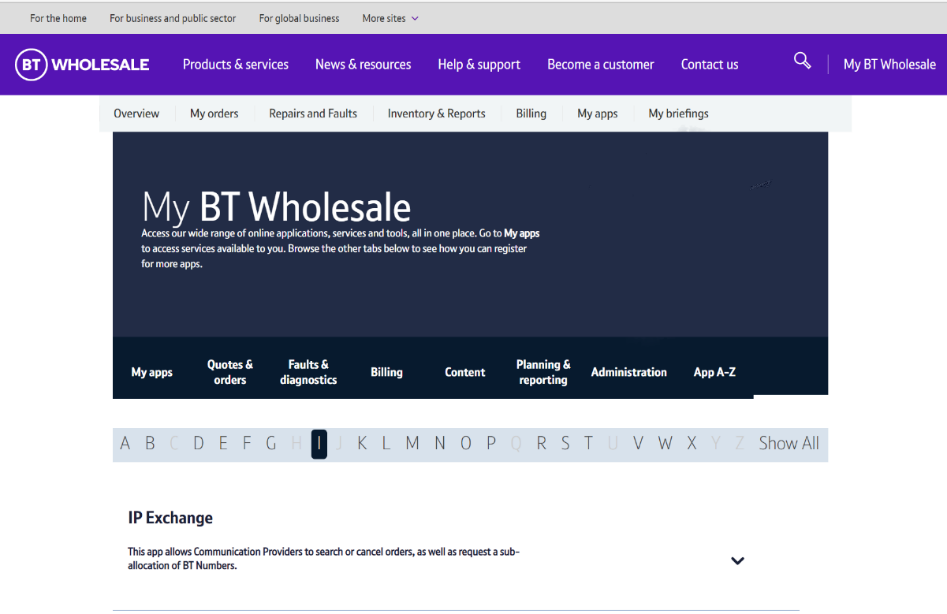 For the home For business and public sector For global business More sites
BT WHOLESALE Products & services News & resources Help & support Become a customer Contact us My BT Wholesale
Overview My orders Repairs and Faults Inventory & Reports Billing My apps My briefings
My BT Wholesale
Access our wide range of online applications, services and tools, all in one place. Go to My apps
to access services available to you. Browse the other tabs below to see how you can register
for more apps.
My apps Quotes & orders Faults & diagnostics Billing Content Planning & reporting Administration App A-Z
A B C D E F G H I J K L M N O P Q R S T U V W X Y Z Show All
IP Exchange
This app allows Communication Providers to search or cancel orders, as well as request a sub-
allocation of BT Numbers.